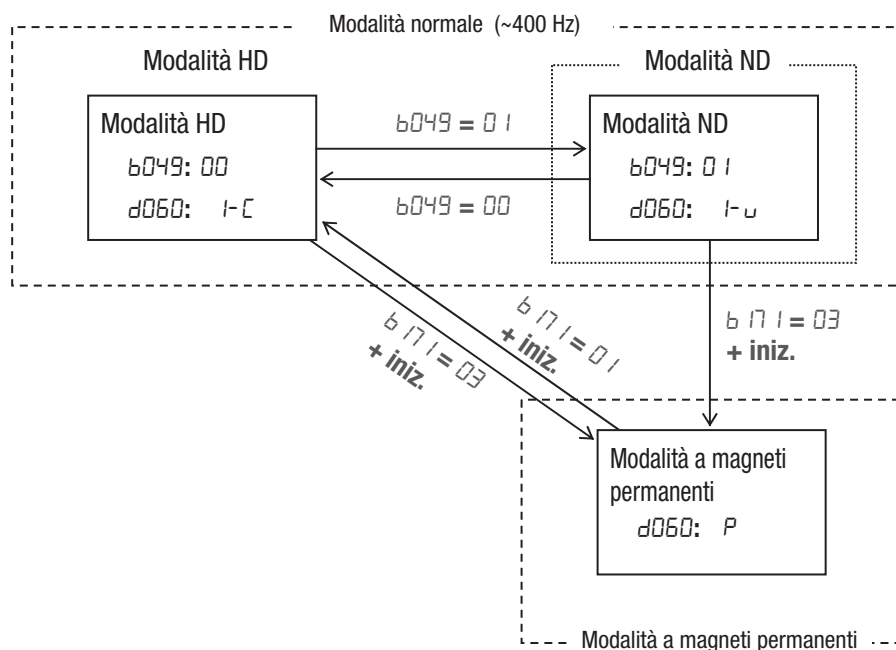 Modalità normale (~400 Hz)
Modalità HD
Modalità ND
Modalità HD
b049: 00
d060: I-C
b049 = 01
b049 = 00
Modalità ND
b049: 01
d060: I-u
b171 = 03
+ iniz.
b171 = 01
+ iniz.
b171 = 03
+ iniz.
Modalità a magneti
permanenti
d060: P
Modalità a magneti permanenti